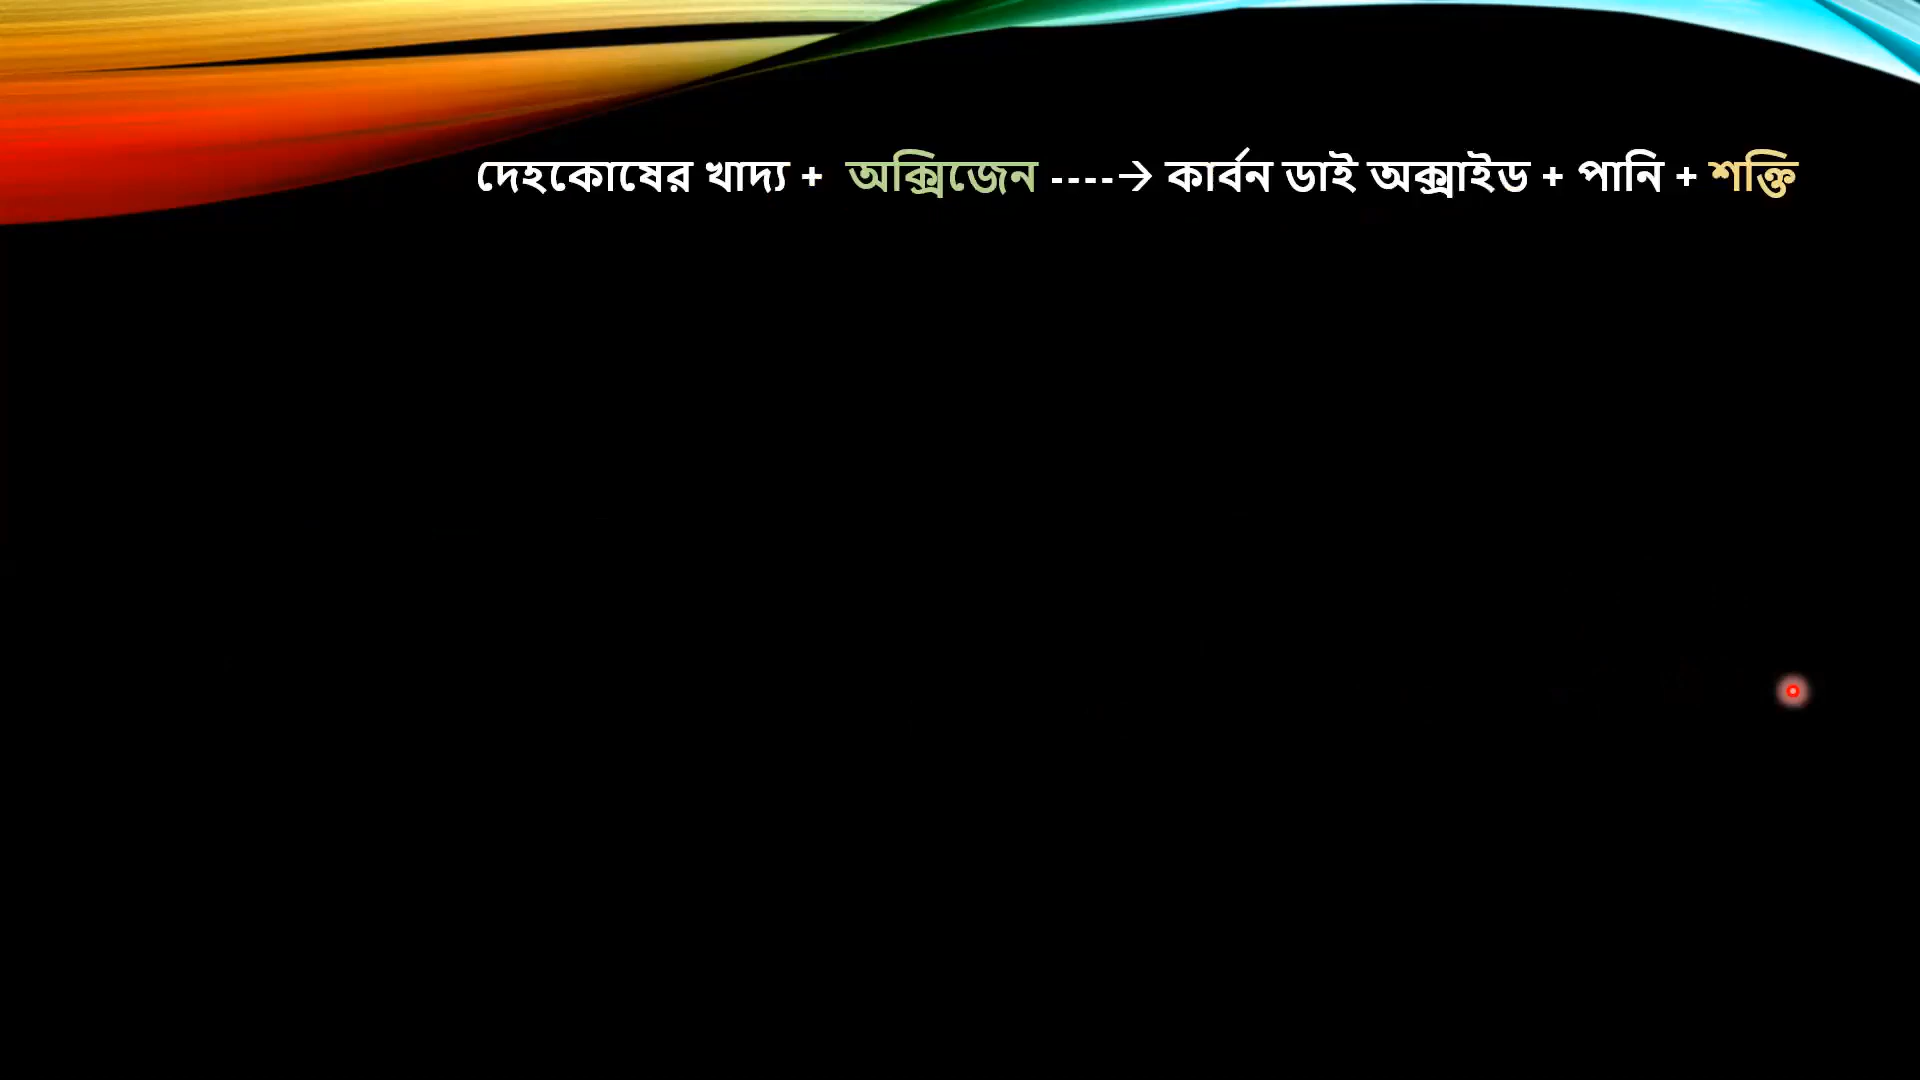 দেহকোষের খাদ্য + অক্সিজেন ----→ কার্বন ডাই অক্সাইড + পানি + শক্তি